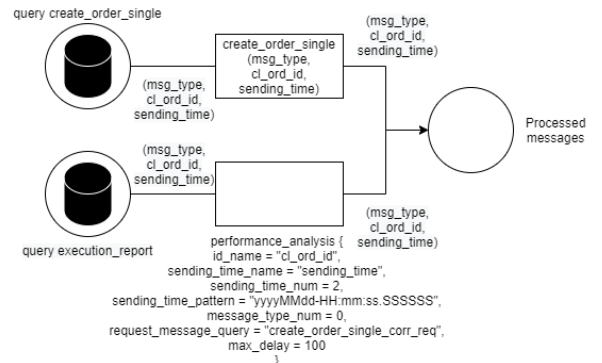 query create_order_single
(msg_type,
cl_ord_id,
sending_time)
create_order_single
(msg_type,
cl_ord_id,
sending_time)
(msg_type,
cl_ord_id,
sending_time)
Processed
messages
(msg_type,
cl_ord_id,
sending_time)
query execution_report
(msg_type,
cl_ord_id,
sending_time)
performance_analysis {
id_name = "cl_ord_id",
sending_time_name = "sending_time",
sending_time_num = 2,
sending_time_pattern = "yyyyMMdd-HH:mm:ss.SSSSSS",
message_type_num = 0,
request_message_query = "create_order_single_corr_req",
max_delay = 100
}